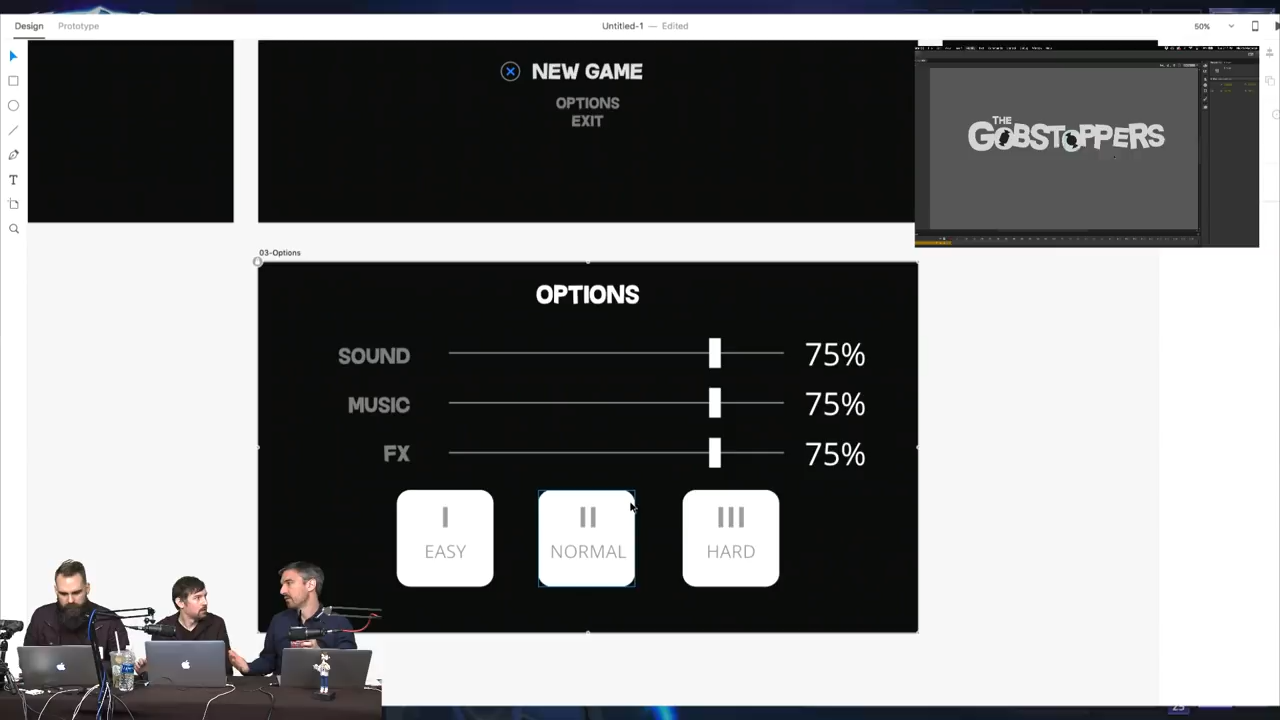 Design Prototype
Untitled-1 — Edited
50%
NEW GAME
OPTIONS
EXIT
THE
GOBSTOPPERS
03-Options
OPTIONS
SOUND 75%
MUSIC 75%
FX 75%
I II III
EASY NORMAL HARD